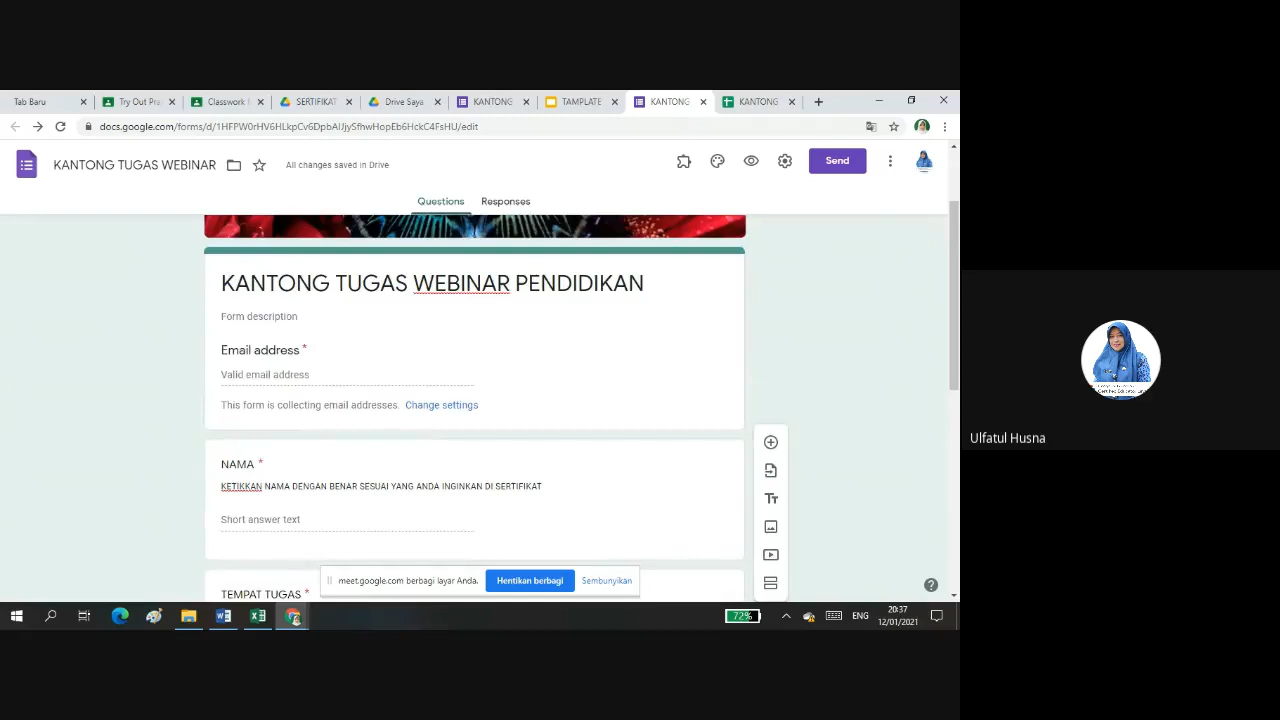 Tab Baru
Try Out Pra
Classwork f
SERTIFIKAT
Drive Saya
KANTONG
TAMPLATE
KANTONG
KANTONG
docs.google.com/forms/d/1HFPW0rHV6HLkpCv6DpbAlJjySfhwHopEb6HckC4FsHU/edit
KANTONG TUGAS WEBINAR
All changes saved in Drive
Send
Questions
Responses
KANTONG TUGAS WEBINAR PENDIDIKAN
Form description
Email address *
Valid email address
This form is collecting email addresses. Change settings
NAMA *
KETIKKAN NAMA DENGAN BENAR SESUAI YANG ANDA INGINKAN DI SERTIFIKAT
Short answer text
TEMPAT TUGAS *
meet.google.com berbagi layar Anda.
Hentikan berbagi
Sembunyikan
72%
ENG
20:37
12/01/2021
Ulfatul Husna